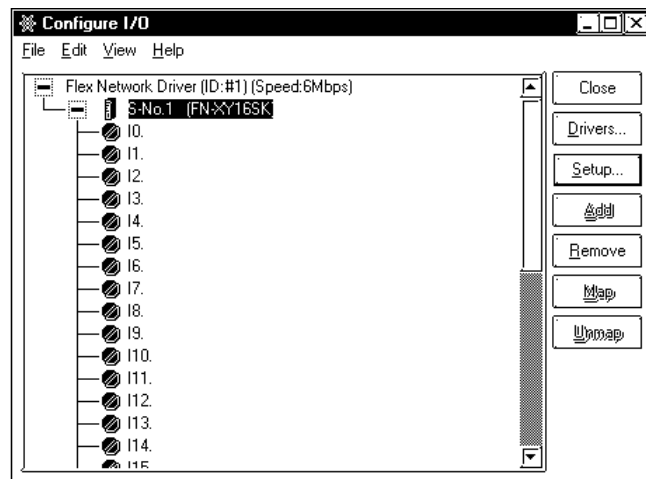 Configure I/O
File Edit View Help
Flex Network Driver (ID:#1) (Speed:6Mbps)
S-No.1 (FN-XY16SK)
I0.
I1.
I2.
I3.
I4.
I5.
I6.
I7.
I8.
I9.
I10.
I11.
I12.
I13.
I14.
I15.
Close
Drivers...
Setup...
Add
Remove
Map
Unmap